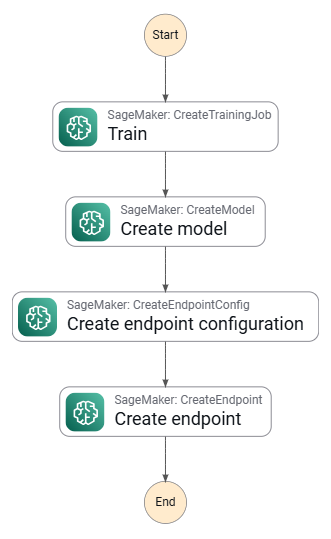 Start
SageMaker: CreateTrainingJob
Train
SageMaker: CreateModel
Create model
SageMaker: CreateEndpointConfig
Create endpoint configuration
SageMaker: CreateEndpoint
Create endpoint
End